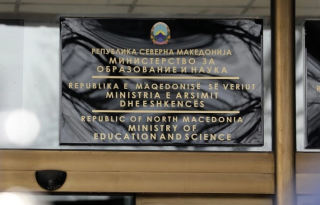 РЕПУБЛИКА СЕВЕРНА МАКЕДОНИЈА
МИНИСТЕРСТВО ЗА
ОБРАЗОВАНИЕ И НАУКА
REPUBLIKA E MAQEDONISË SË VERIUT
MINISTRIA E ARSIMIT
DHE E SHKENCËS
REPUBLIC OF NORTH MACEDONIA
MINISTRY OF
EDUCATION AND SCIENCE